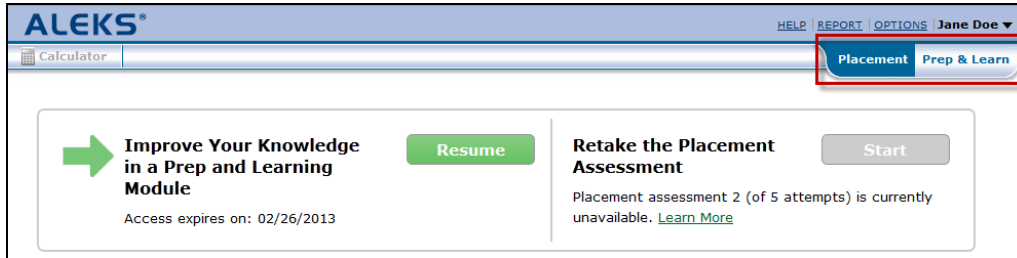 ALEKS®
HELP | REPORT | OPTIONS | Jane Doe ▼
Calculator
Placement Prep & Learn
Improve Your Knowledge
in a Prep and Learning
Module
Resume
Access expires on: 02/26/2013
Retake the Placement
Assessment
Start
Placement assessment 2 (of 5 attempts) is currently
unavailable. Learn More